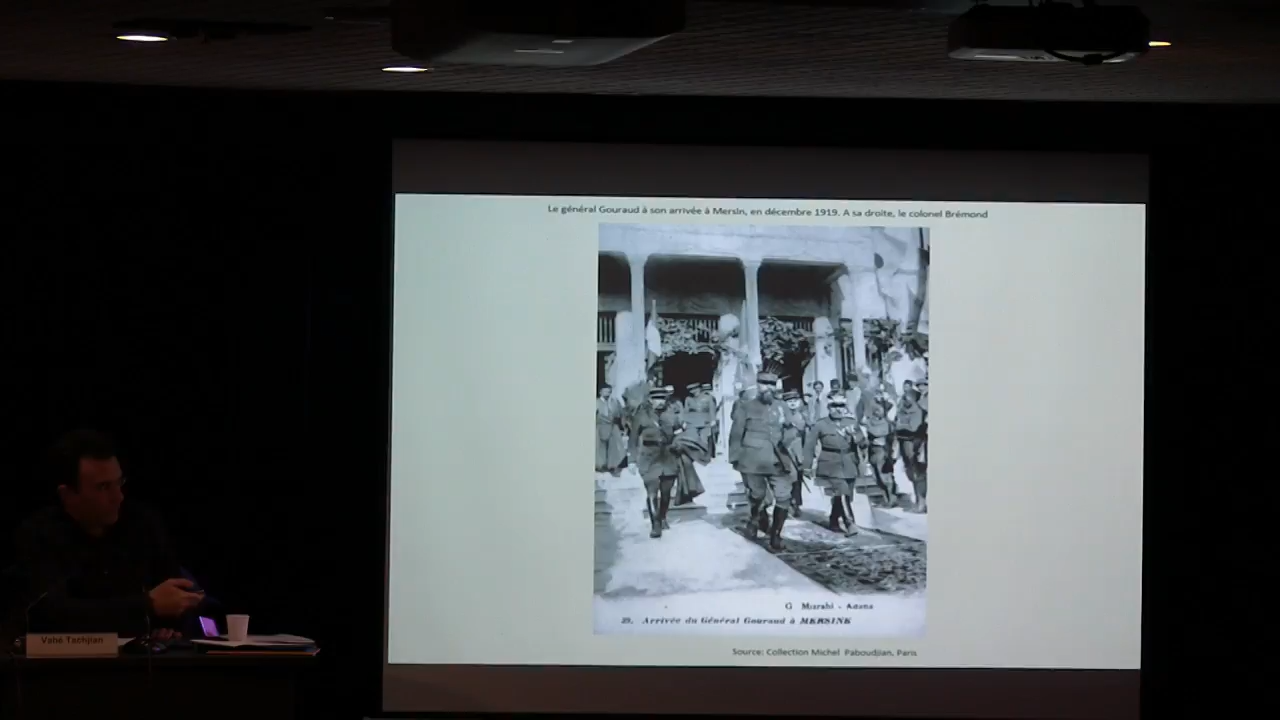 Le général Gouraud à son arrivée à Mersin, en décembre 1919. A sa droite, le colonel Brémond
G Mizrahi - Adana
29. Arrivée du Général Gouraud à MERSINE
Source: Collection Michel Paboudjian, Paris
Vahé Tachjian